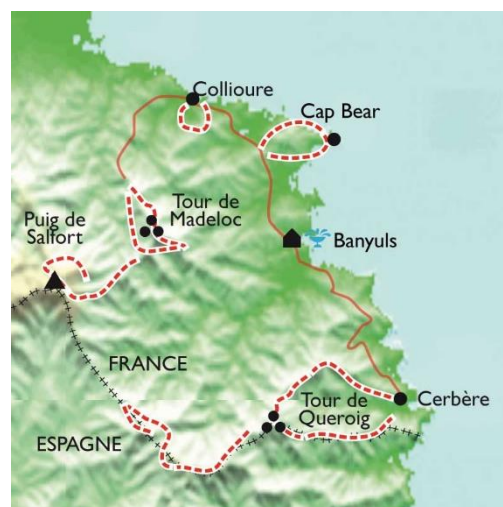 Collioure
Cap Bear
Tour de
Madeloc
Puig de
Salfort
Banyuls
FRANCE
Tour de
Queroig
Cerbère
ESPAGNE